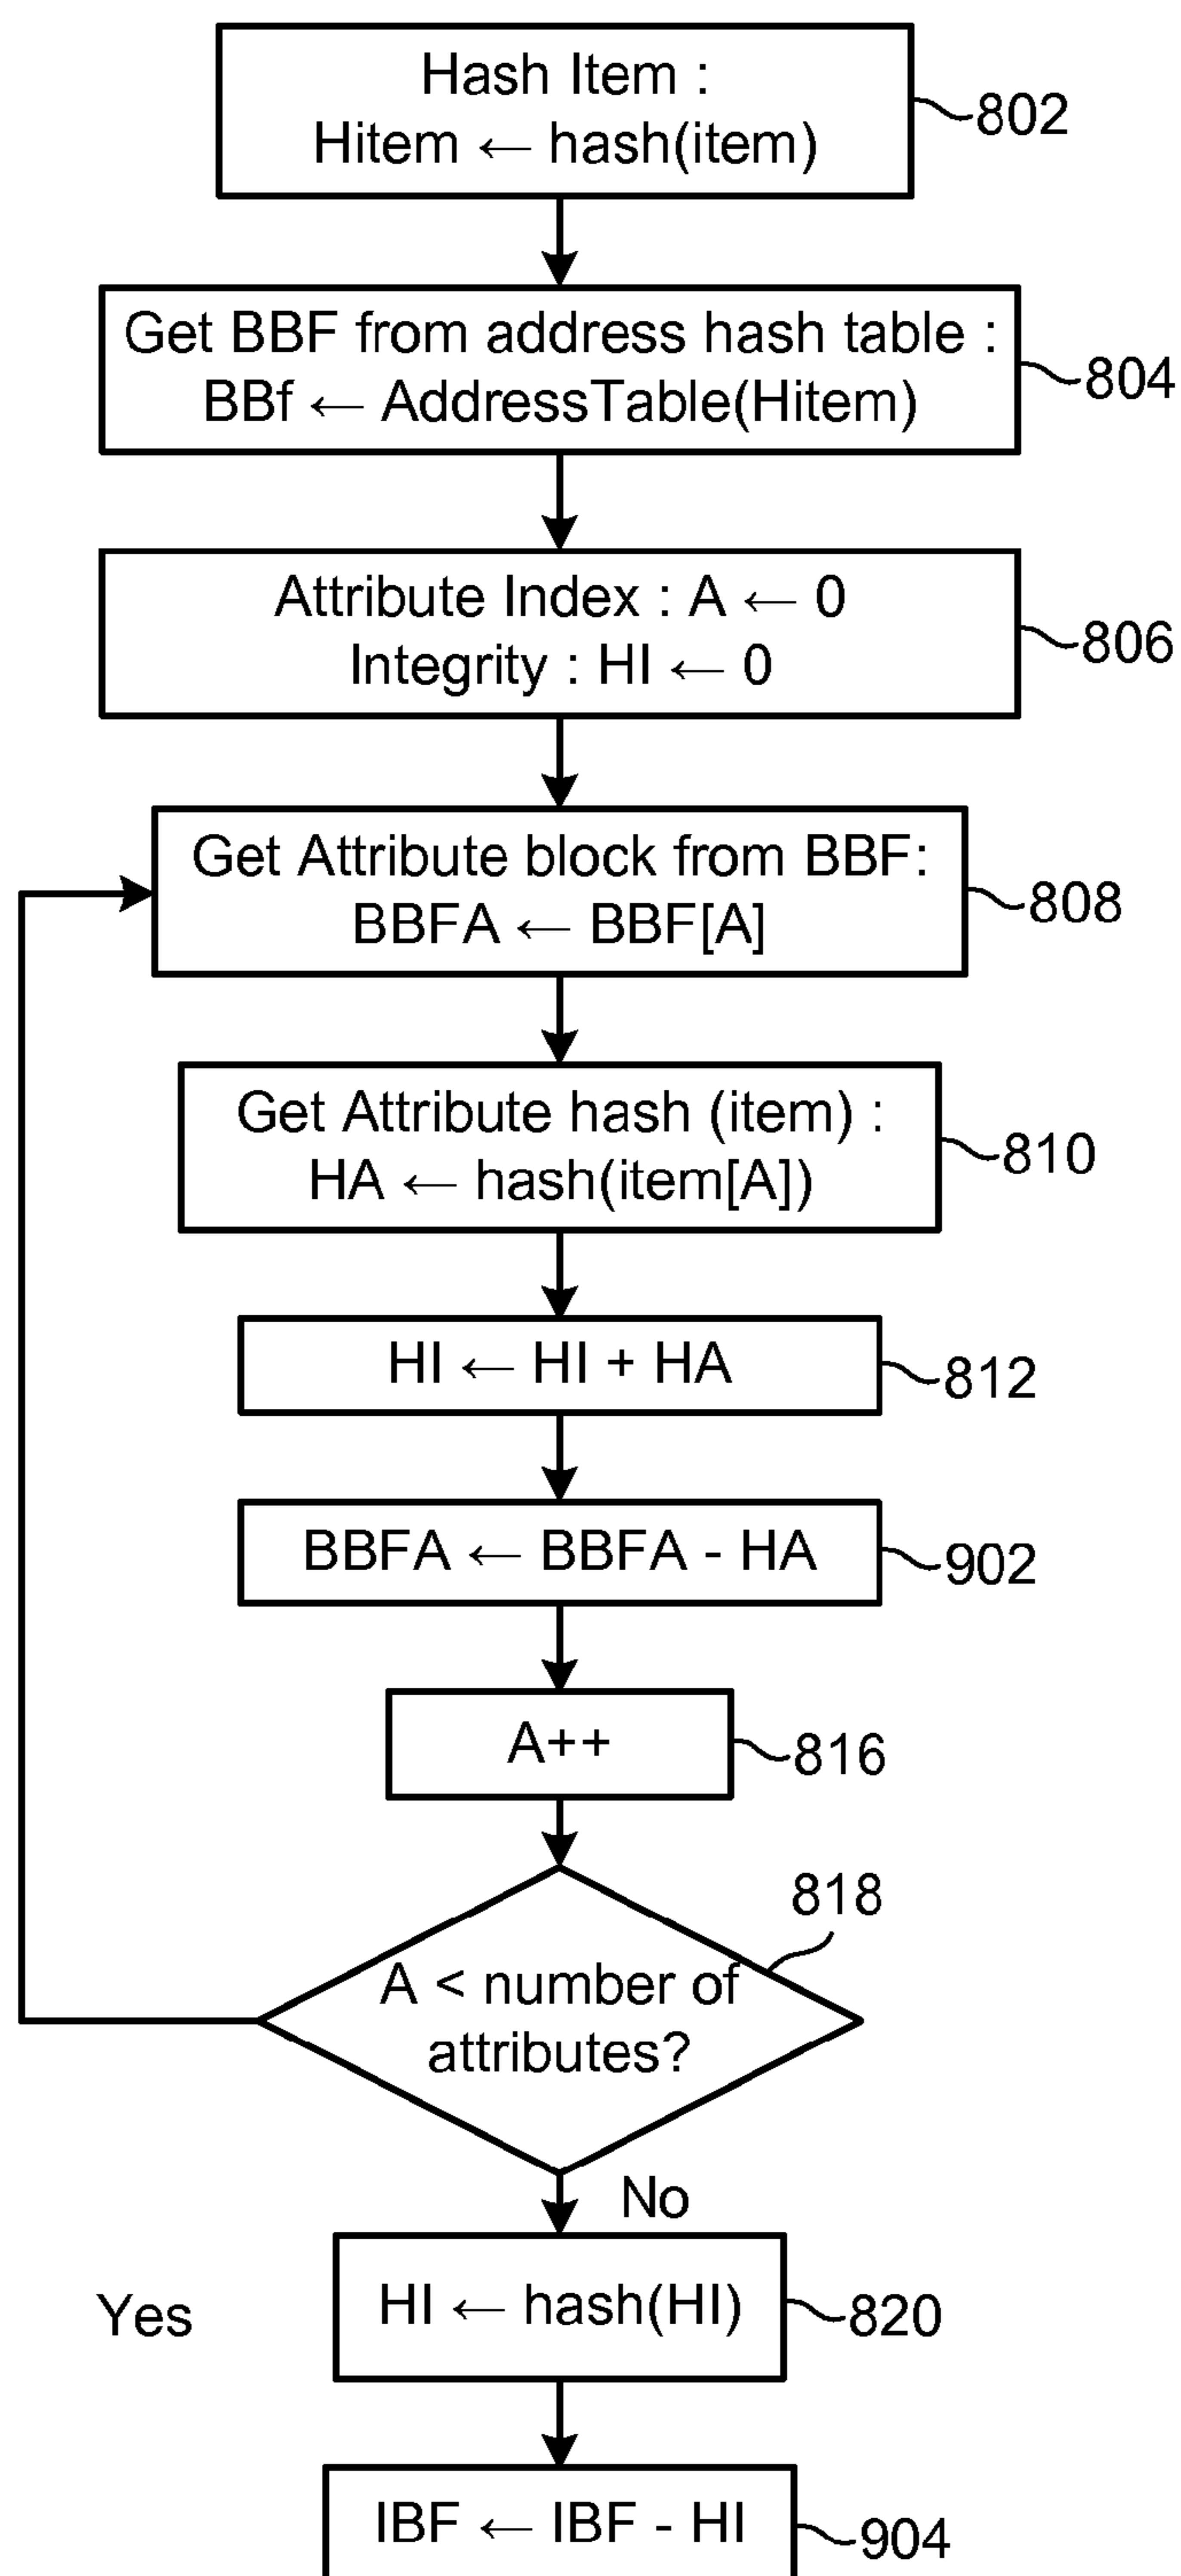 Hash Item :
Hitem ← hash(item)
802
Get BBF from address hash table :
BBf ← AddressTable(Hitem)
804
Attribute Index : A ← 0
Integrity : HI ← 0
806
Get Attribute block from BBF:
BBFA ← BBF[A]
808
Get Attribute hash (item) :
HA ← hash(item[A])
810
HI ← HI + HA
812
BBFA ← BBFA - HA
902
A++
816
818
A < number of
attributes?
No
HI ← hash(HI)
820
Yes
IBF ← IBF - HI
904